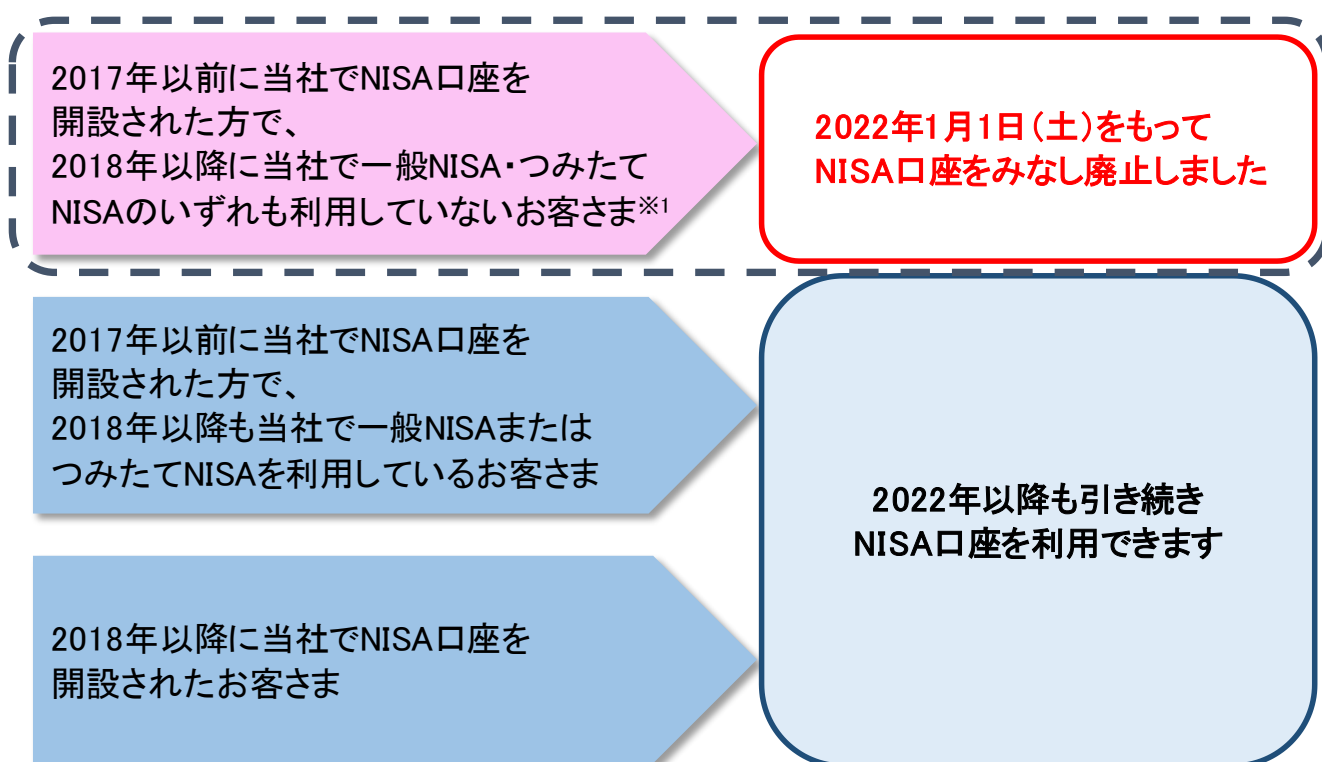 2017年以前に当社でNISA口座を
開設された方で、
2018年以降に当社で一般NISA・つみたて
NISAのいずれも利用していないお客さま※1
2022年1月1日(土)をもって
NISA口座をみなし廃止しました
2017年以前に当社でNISA口座を
開設された方で、
2018年以降も当社で一般NISAまたは
つみたてNISAを利用しているお客さま
2022年以降も引き続き
NISA口座を利用できます
2018年以降に当社でNISA口座を
開設されたお客さま